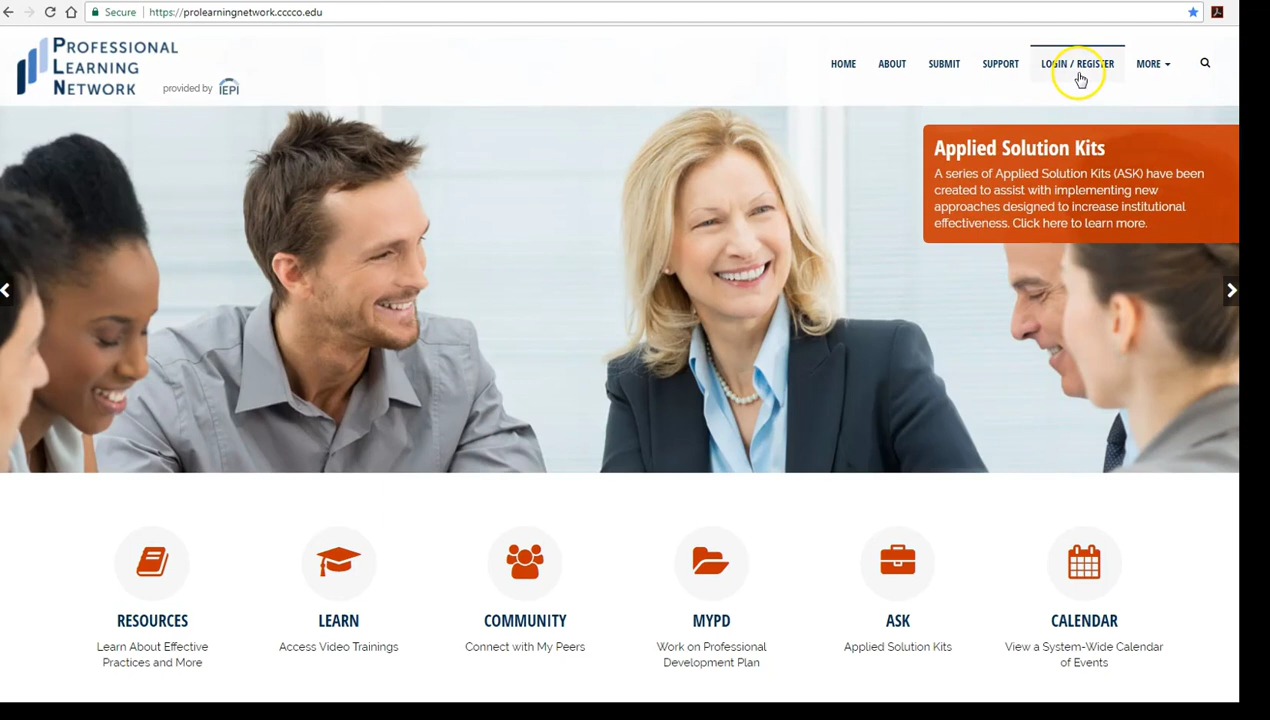 Secure https://prolearningnetwork.cccco.edu
PROFESSIONAL
LEARNING
NETWORK
provided by IEPI
HOME ABOUT SUBMIT SUPPORT LOGIN / REGISTER MORE
Applied Solution Kits
A series of Applied Solution Kits (ASK) have been
created to assist with implementing new
approaches designed to increase institutional
effectiveness. Click here to learn more.
RESOURCES
Learn About Effective
Practices and More
LEARN
Access Video Trainings
COMMUNITY
Connect with My Peers
MYPD
Work on Professional
Development Plan
ASK
Applied Solution Kits
CALENDAR
View a System-Wide Calendar
of Events